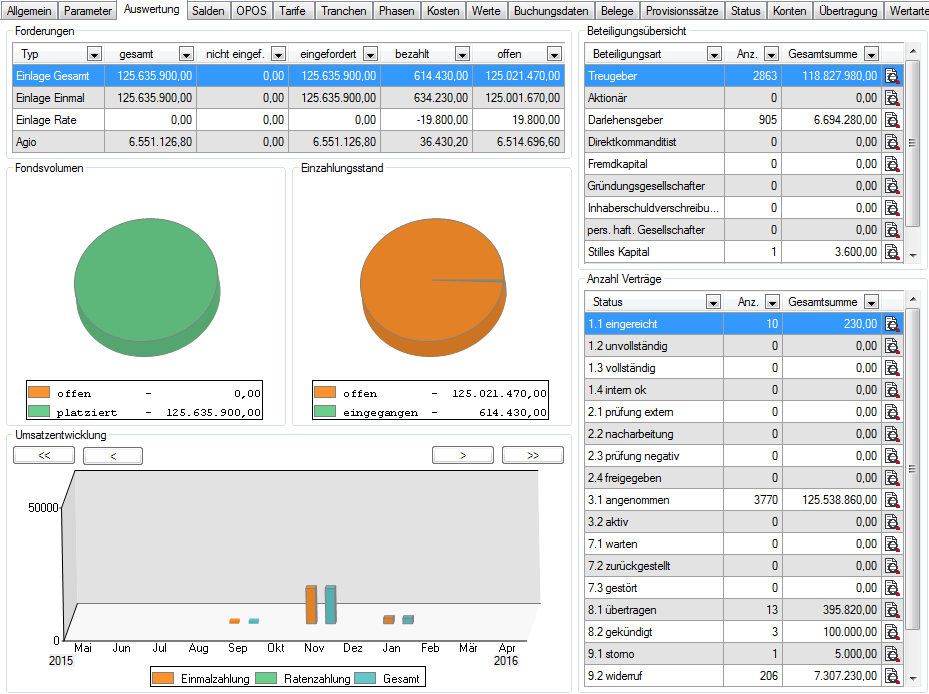 Allgemein Parameter Auswertung Salden OPOS Tarife Tranchen Phasen Kosten Werte Buchungsdaten Belege Provisionssätze Status Konten Übertragung Wertarte
Forderungen
Typ gesamt nicht eingef. eingefordert bezahlt offen
Einlage Gesamt 125.635.900,00 0,00 125.635.900,00 614.430,00 125.021.470,00
Einlage Einmal 125.635.900,00 0,00 125.635.900,00 634.230,00 125.001.670,00
Einlage Rate 0,00 0,00 0,00 -19.800,00 19.800,00
Agio 6.551.126,80 0,00 6.551.126,80 36.430,20 6.514.696,60
Fondsvolumen
offen - 0,00
platziert - 125.635.900,00
Einzahlungsstand
offen - 125.021.470,00
eingegangen - 614.430,00
Umsatzentwicklung
<< < > >>
50000
0
Mai Jun Jul Aug Sep Okt Nov Dez Jan Feb Mär Apr
2015 2016
Einmalzahlung Ratenzahlung Gesamt
Beteiligungsübersicht
Beteiligungsart Anz. Gesamtsumme
Treugeber 2863 118.827.980,00
Aktionär 0 0,00
Darlehensgeber 905 6.694.280,00
Direktkommanditist 0 0,00
Fremdkapital 0 0,00
Gründungsgesellschafter 0 0,00
Inhaberschuldverschreibu... 0 0,00
pers. haft. Gesellschafter 0 0,00
Stilles Kapital 1 3.600,00
Anzahl Verträge
Status Anz. Gesamtsumme
1.1 eingereicht 10 230,00
1.2 unvollständig 0 0,00
1.3 vollständig 0 0,00
1.4 intern ok 0 0,00
2.1 prüfung extern 0 0,00
2.2 nacharbeitung 0 0,00
2.3 prüfung negativ 0 0,00
2.4 freigegeben 0 0,00
3.1 angenommen 3770 125.538.860,00
3.2 aktiv 0 0,00
7.1 warten 0 0,00
7.2 zurückgestellt 0 0,00
7.3 gestört 0 0,00
8.1 übertragen 13 395.820,00
8.2 gekündigt 3 100.000,00
9.1 storno 1 5.000,00
9.2 widerruf 206 7.307.230,00